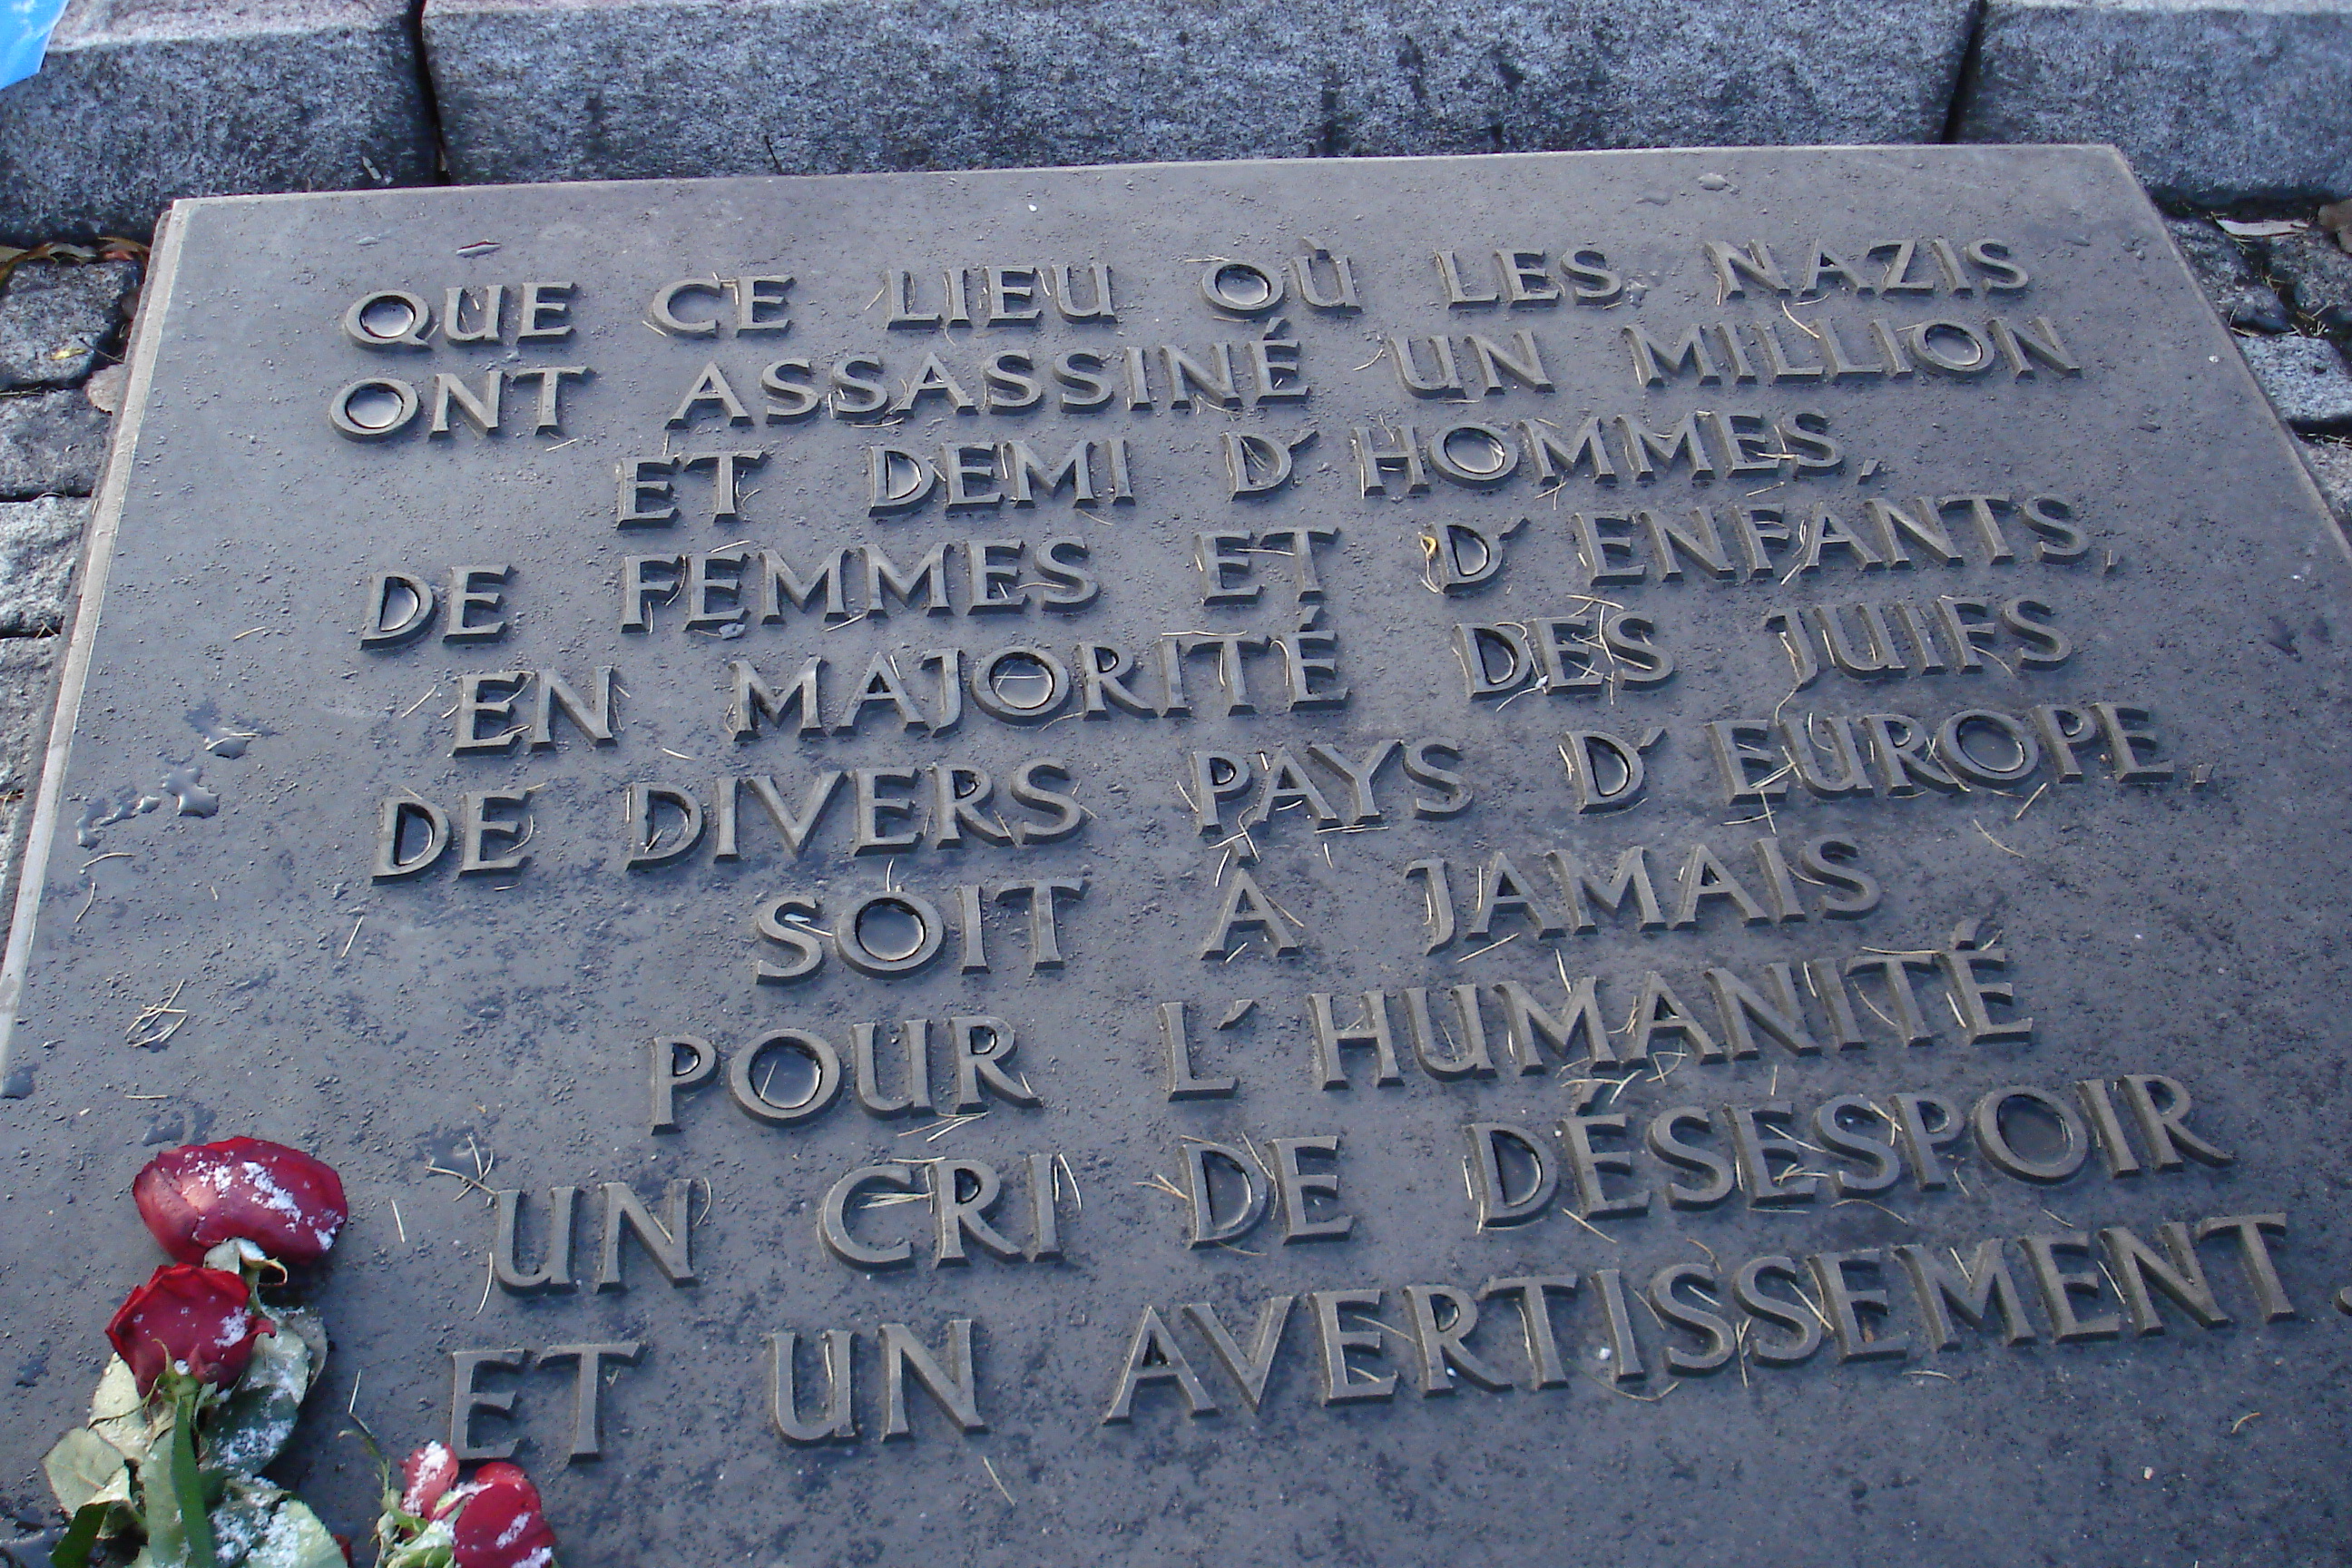 QUE CE LIEU OÙ LES NAZIS
ONT ASSASSINÉ UN MILLION
ET DEMI D'HOMMES,
DE FEMMES ET D'ENFANTS,
EN MAJORITÉ DES JUIFS
DE DIVERS PAYS D'EUROPE,
SOIT À JAMAIS
POUR L'HUMANITÉ
UN CRI DE DÉSESPOIR
ET UN AVERTISSEMENT.